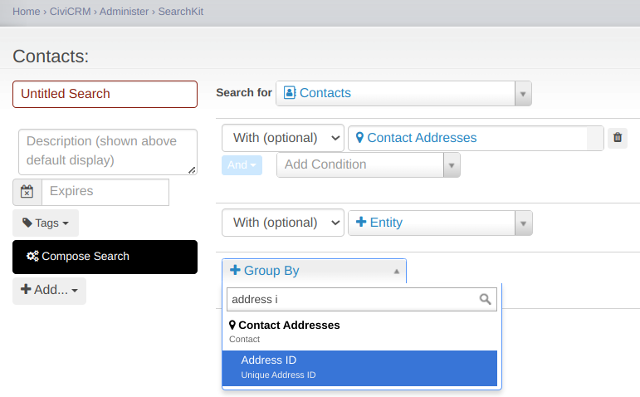 Home › CiviCRM › Administer › SearchKit
Contacts:
Untitled Search
Search for Contacts
Description (shown above
default display)
With (optional) Contact Addresses
And Add Condition
Expires
Tags
With (optional) Entity
Compose Search
Add...
Group By
address i
Contact Addresses
Contact
Address ID
Unique Address ID